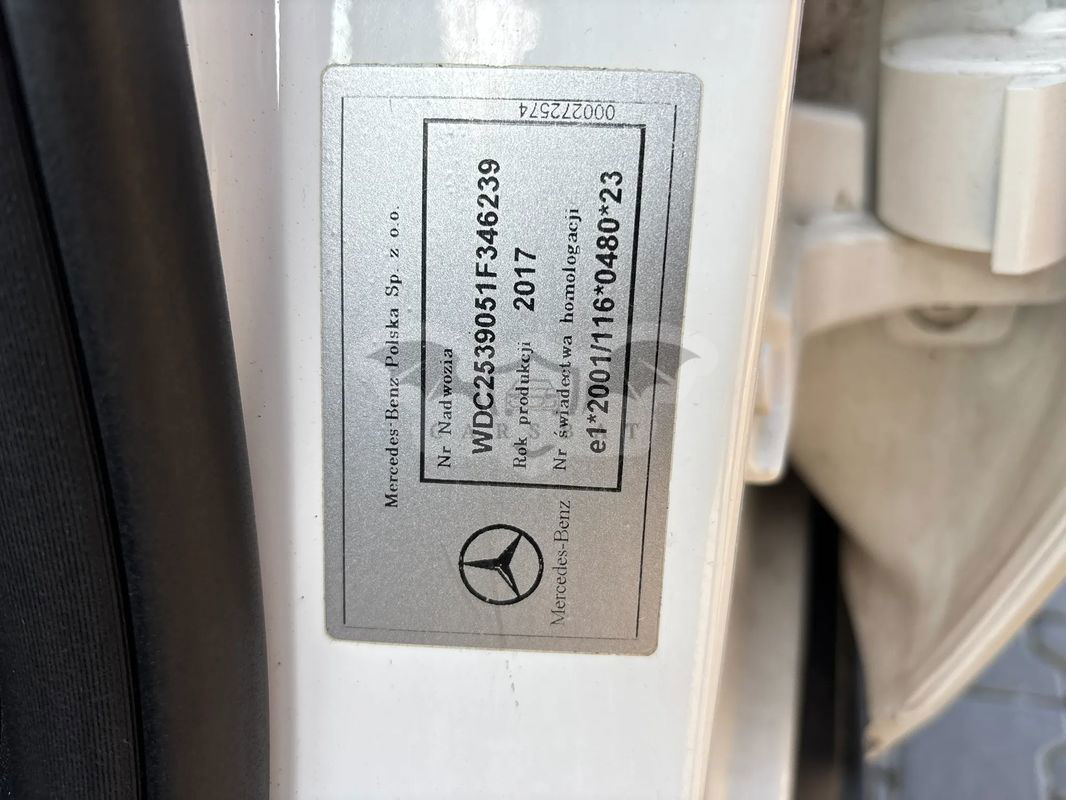 Mercedes-Benz Polska Sp. z o.o.
Nr Nadwozia
WDC2539051F346239
Rok produkcji 2017
Nr świadectwa homologacji
e1*2001/116*0480*23
000272574
Mercedes-Benz